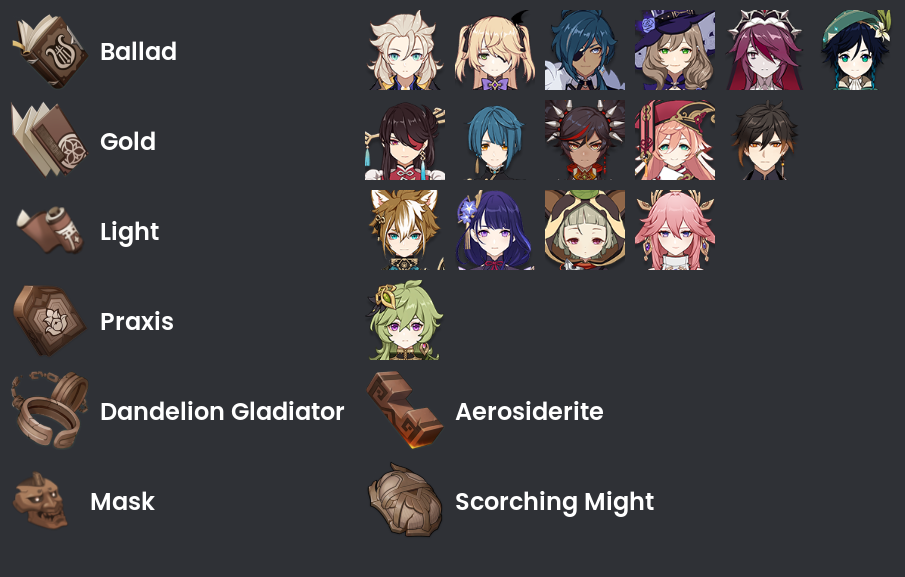 Ballad
Gold
Light
Praxis
Dandelion Gladiator
Aerosiderite
Mask
Scorching Might